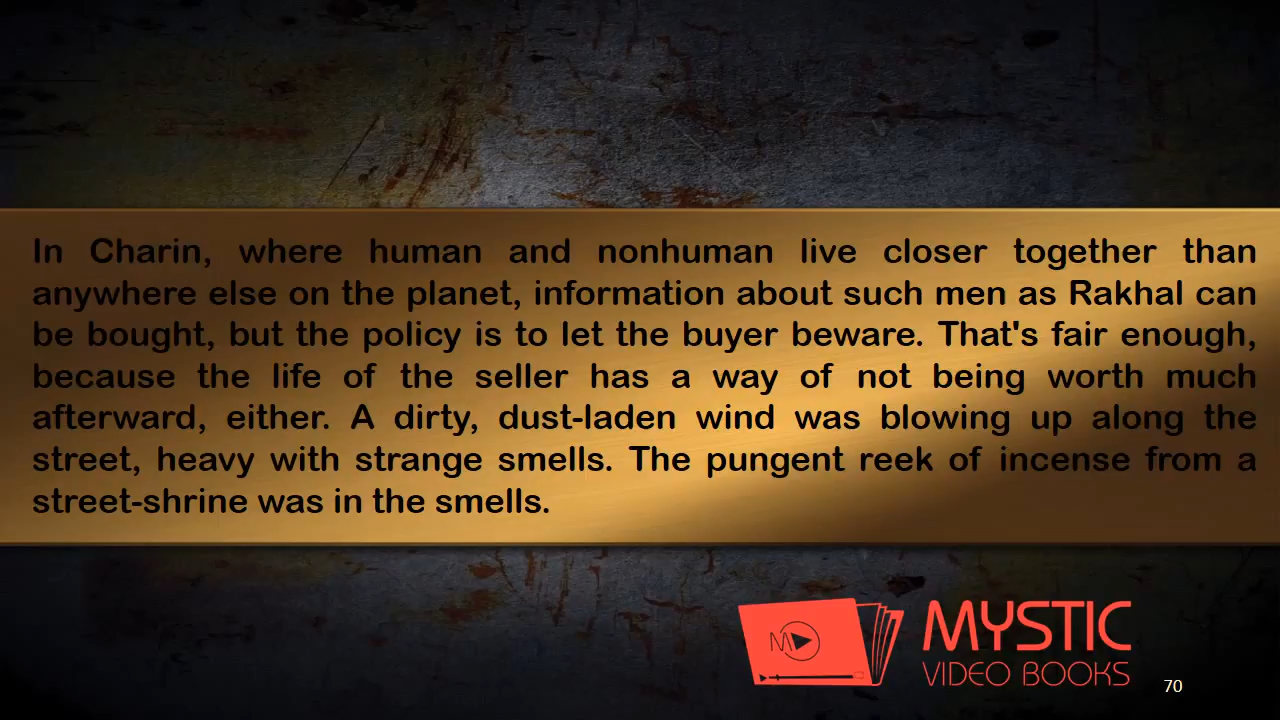 In Charin, where human and nonhuman live closer together than
anywhere else on the planet, information about such men as Rakhal can
be bought, but the policy is to let the buyer beware. That's fair enough,
because the life of the seller has a way of not being worth much
afterward, either. A dirty, dust-laden wind was blowing up along the
street, heavy with strange smells. The pungent reek of incense from a
street-shrine was in the smells.
M
MYSTIC
VIDEO BOOKS
70